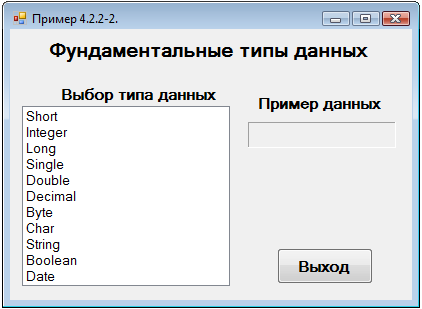 Пример 4.2.2-2.
Фундаментальные типы данных
Выбор типа данных
Short
Integer
Long
Single
Double
Decimal
Byte
Char
String
Boolean
Date
Пример данных
Выход